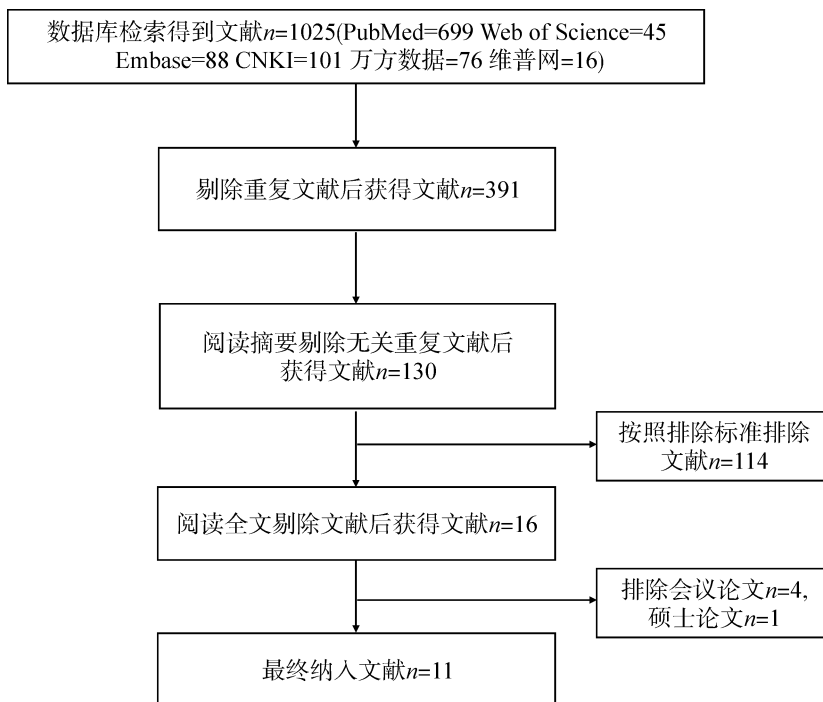 数据库检索得到文献n=1025(PubMed=699 Web of Science=45
Embase=88 CNKI=101 万方数据=76 维普网=16)
剔除重复文献后获得文献n=391
阅读摘要剔除无关重复文献后
获得文献n=130
按照排除标准排除
文献n=114
阅读全文剔除文献后获得文献n=16
排除会议论文n=4,
硕士论文n=1
最终纳入文献n=11